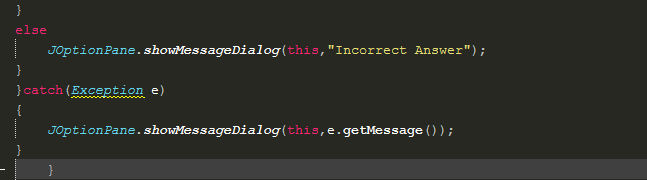 }
else
JOptionPane.showMessageDialog(this,"Incorrect Answer");
}
}catch(Exception e)
{
JOptionPane.showMessageDialog(this,e.getMessage());
}
}